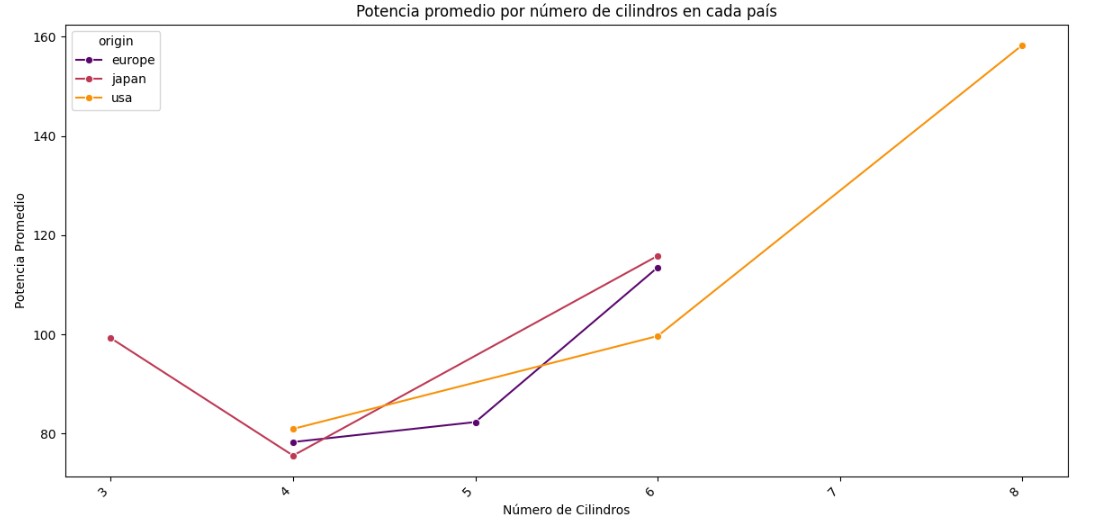 Potencia promedio por número de cilindros en cada país
origin
europe
japan
usa
160
140
120
100
80
Potencia Promedio
3
4
5
6
7
8
Número de Cilindros